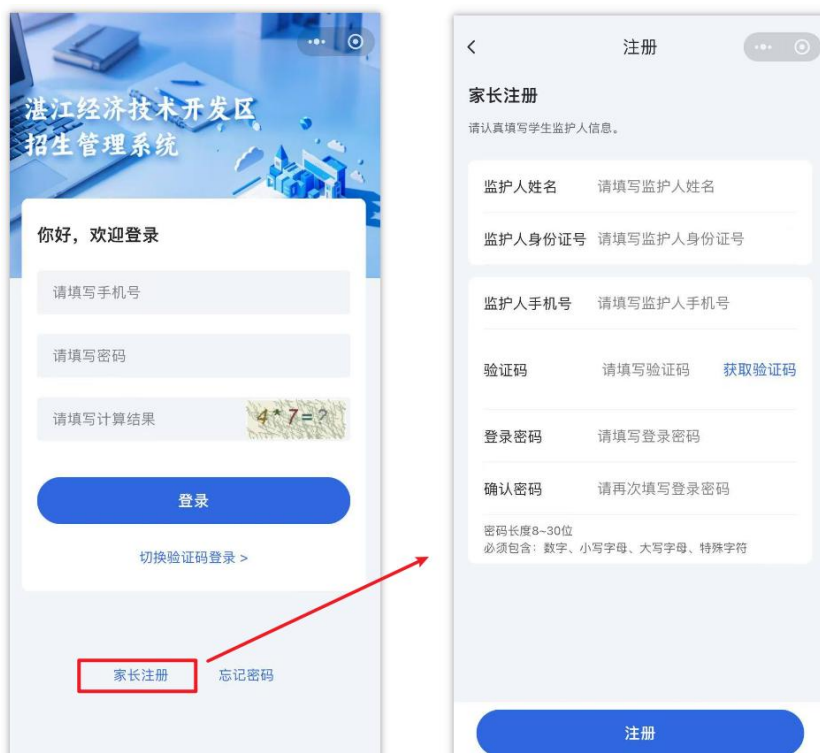 湛江经济技术开发区
招生管理系统
你好，欢迎登录
请填写手机号
请填写密码
请填写计算结果
4*7=?
登录
切换验证码登录 >
家长注册
忘记密码
注册
家长注册
请认真填写学生监护人信息。
监护人姓名 请填写监护人姓名
监护人身份证号 请填写监护人身份证号
监护人手机号 请填写监护人手机号
验证码 请填写验证码 获取验证码
登录密码 请填写登录密码
确认密码 请再次填写登录密码
密码长度8~30位
必须包含：数字、小写字母、大写字母、特殊字符
注册